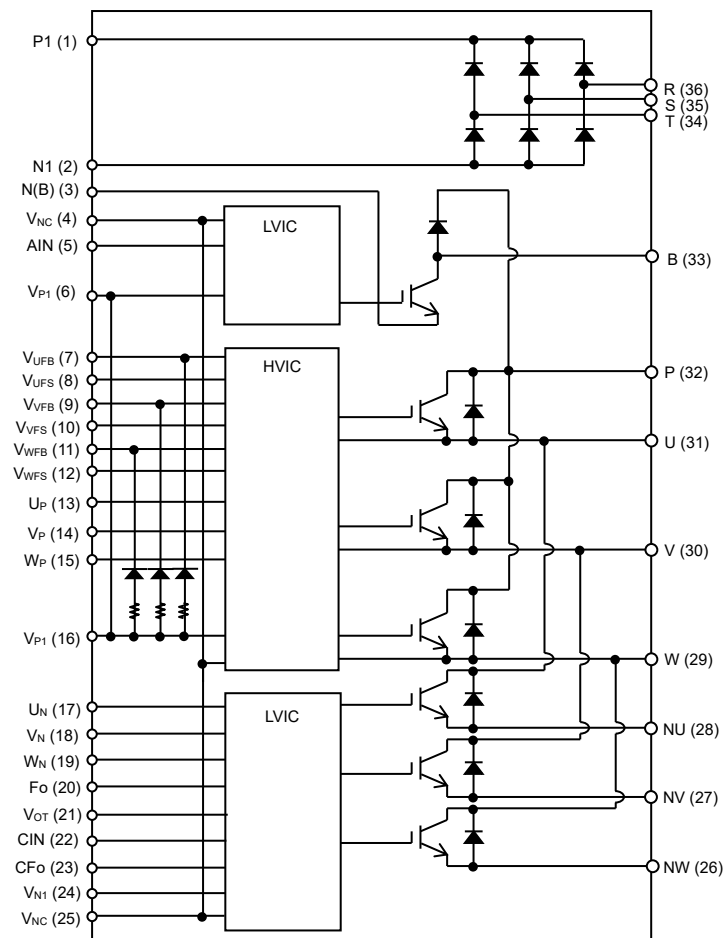 P1 (1)
R (36)
S (35)
T (34)
N1 (2)
N(B) (3)
VNC (4)
LVIC
AIN (5)
B (33)
VP1 (6)
VUFB (7)
HVIC
P (32)
VUFS (8)
VVFB (9)
VVFS (10)
U (31)
VWFB (11)
VWFS (12)
UP (13)
VP (14)
V (30)
WP (15)
VP1 (16)
W (29)
UN (17)
LVIC
NU (28)
VN (18)
WN (19)
Fo (20)
NV (27)
VOT (21)
CIN (22)
CFo (23)
NW (26)
VN1 (24)
VNC (25)